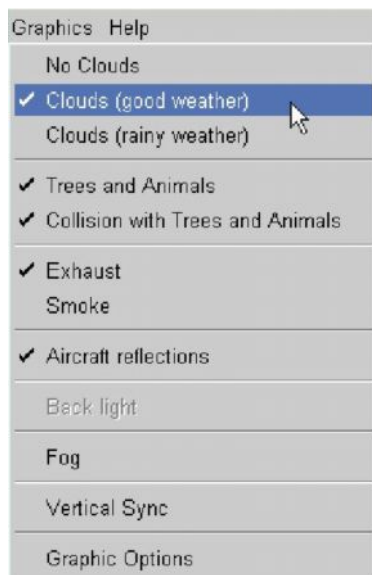 Graphics Help
No Clouds
Clouds (good weather)
Clouds (rainy weather)
Trees and Animals
Collision with Trees and Animals
Exhaust
Smoke
Aircraft reflections
Back light
Fog
Vertical Sync
Graphic Options